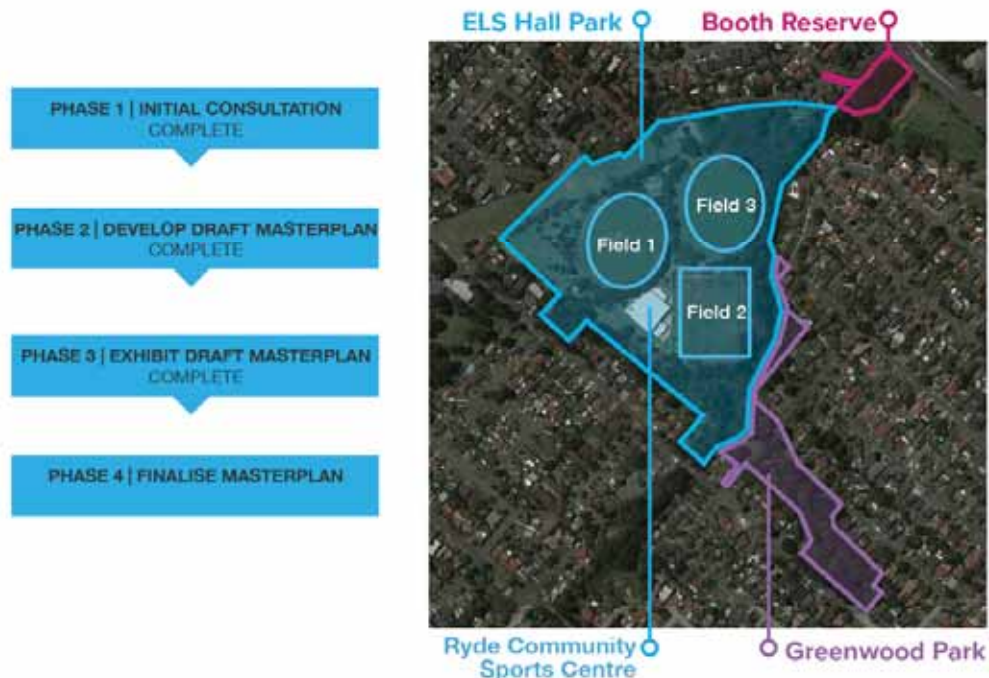 PHASE 1 | INITIAL CONSULTATION
COMPLETE
PHASE 2 | DEVELOP DRAFT MASTERPLAN
COMPLETE
PHASE 3 | EXHIBIT DRAFT MASTERPLAN
COMPLETE
PHASE 4 | FINALISE MASTERPLAN
ELS Hall Park
Booth Reserve
Field 3
Field 1
Field 2
Ryde Community
Sports Centre
Greenwood Park